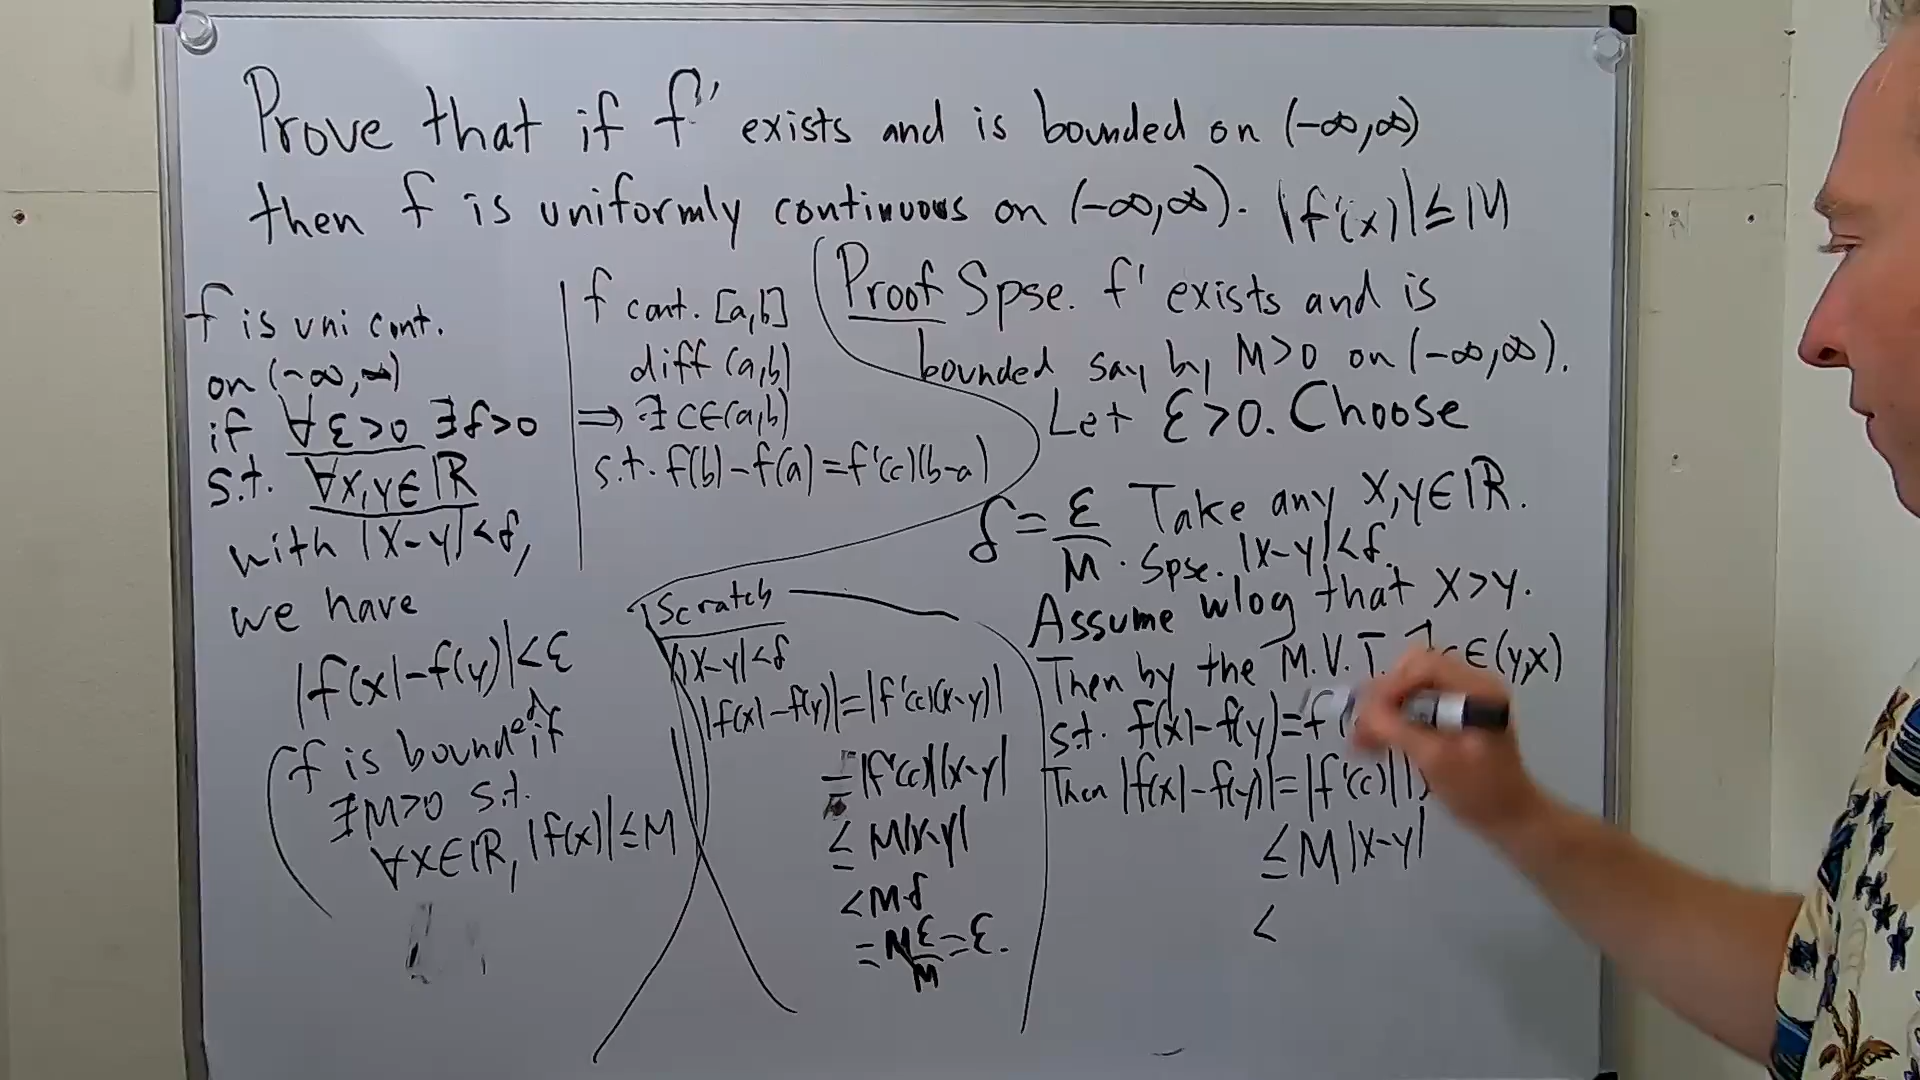 Prove that if f' exists and is bounded on (-∞,∞)
then f is uniformly continuous on (-∞,∞). |f'(x)|≤M
f is uni cont.
on (-∞,∞)
if ∀ε>0 ∃δ>0
s.t. ∀x,y∈ℝ
with |x-y|<δ,
we have
|f(x)-f(y)|<ε
f is bounded if
∃M>0 s.t.
∀x∈ℝ, |f(x)|≤M
f cont. [a,b]
diff (a,b)
⇒ ∃c∈(a,b)
s.t. f(b)-f(a)=f'(c)(b-a)
Scratch
|x-y|<δ
|f(x)-f(y)|=|f'(c)(x-y)|
=|f'(c)||x-y|
≤M|x-y|
<Mδ
=M ε/M=ε.
Proof Spse. f' exists and is
bounded say by M>0 on (-∞,∞).
Let ε>0. Choose
δ=ε/M. Take any x,y∈ℝ.
Spse. |x-y|<δ.
Assume wlog that x>y.
Then by the M.V.T. c∈(y,x)
s.t. f(x)-f(y)=f'
Then |f(x)-f(y)|=|f'(c)||
≤M|x-y|
<